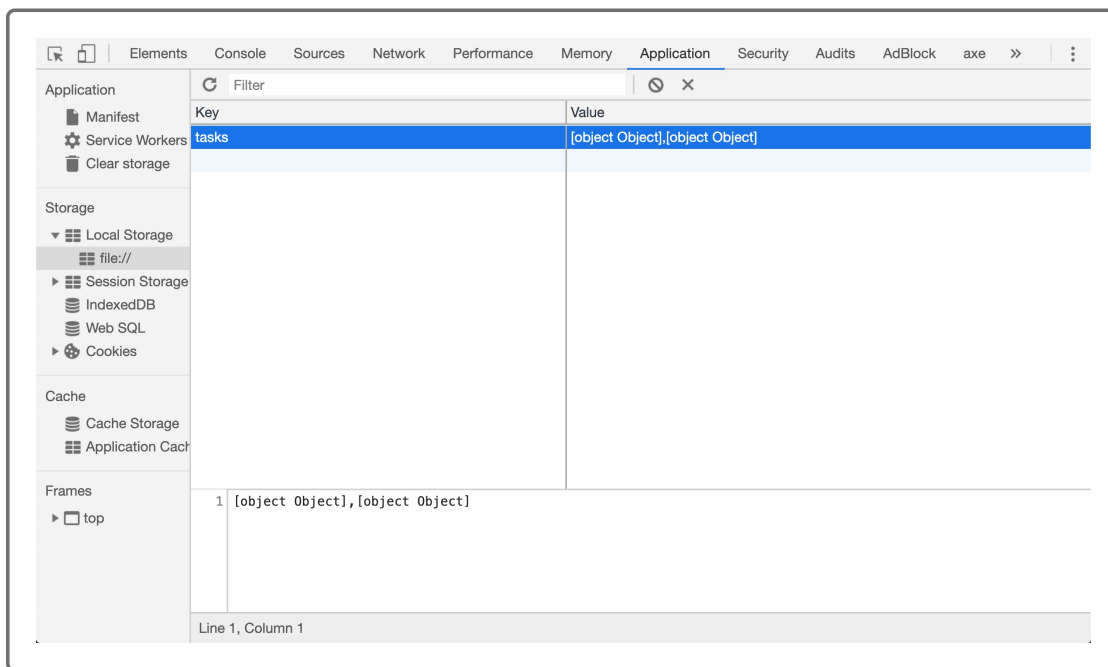 Elements Console Sources Network Performance Memory Application Security Audits AdBlock axe »
Application
Manifest
Service Workers
Clear storage
Storage
Local Storage
file://
Session Storage
IndexedDB
Web SQL
Cookies
Cache
Cache Storage
Application Cach
Frames
top
Filter
Key Value
tasks [object Object],[object Object]
1 [object Object],[object Object]
Line 1, Column 1